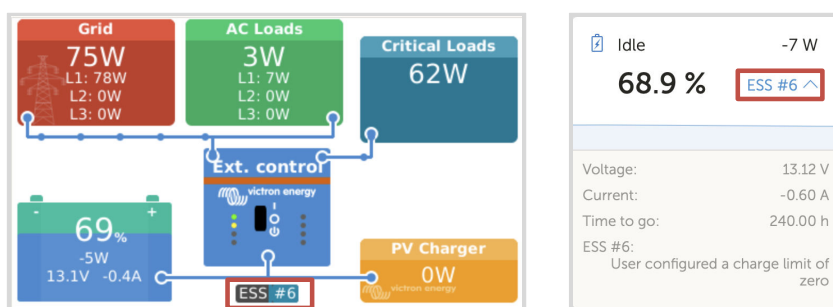 Grid
75W
L1: 78W
L2: 0W
L3: 0W
AC Loads
3W
L1: 7W
L2: 0W
L3: 0W
Critical Loads
62W
Ext. control
victron energy
I
O
- +
69%
-5W
13.1V -0.4A
PV Charger
0W
victron energy
ESS #6
Idle -7 W
68.9 % ESS #6
Voltage: 13.12 V
Current: -0.60 A
Time to go: 240.00 h
ESS #6:
User configured a charge limit of
zero